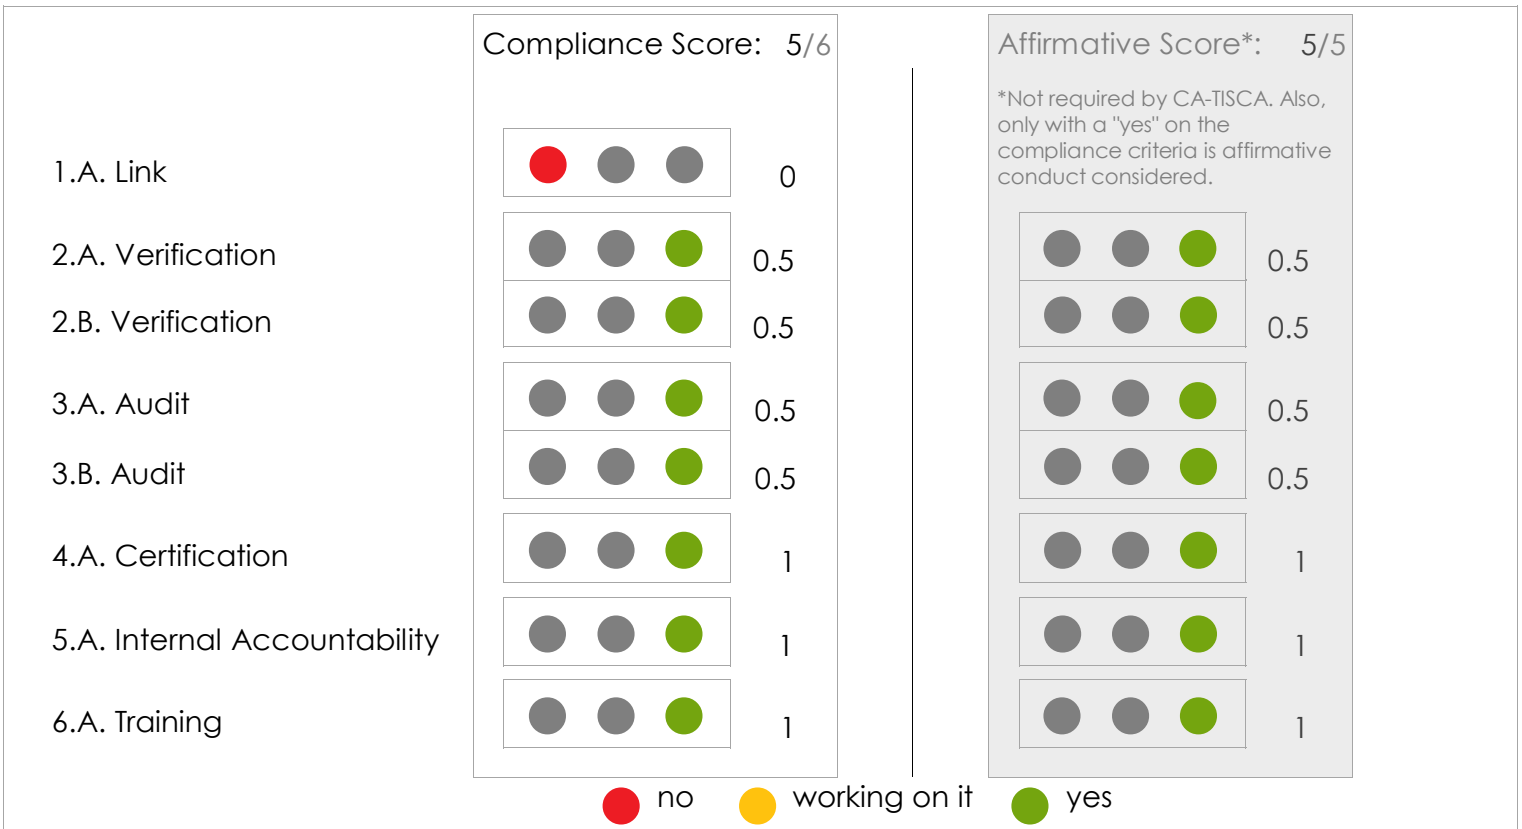 Compliance Score: 5/6
Affirmative Score*: 5/5
*Not required by CA-TISCA. Also,
only with a "yes" on the
compliance criteria is affirmative
conduct considered.
1.A. Link 0
2.A. Verification 0.5 0.5
2.B. Verification 0.5 0.5
3.A. Audit 0.5 0.5
3.B. Audit 0.5 0.5
4.A. Certification 1 1
5.A. Internal Accountability 1 1
6.A. Training 1 1
no working on it yes